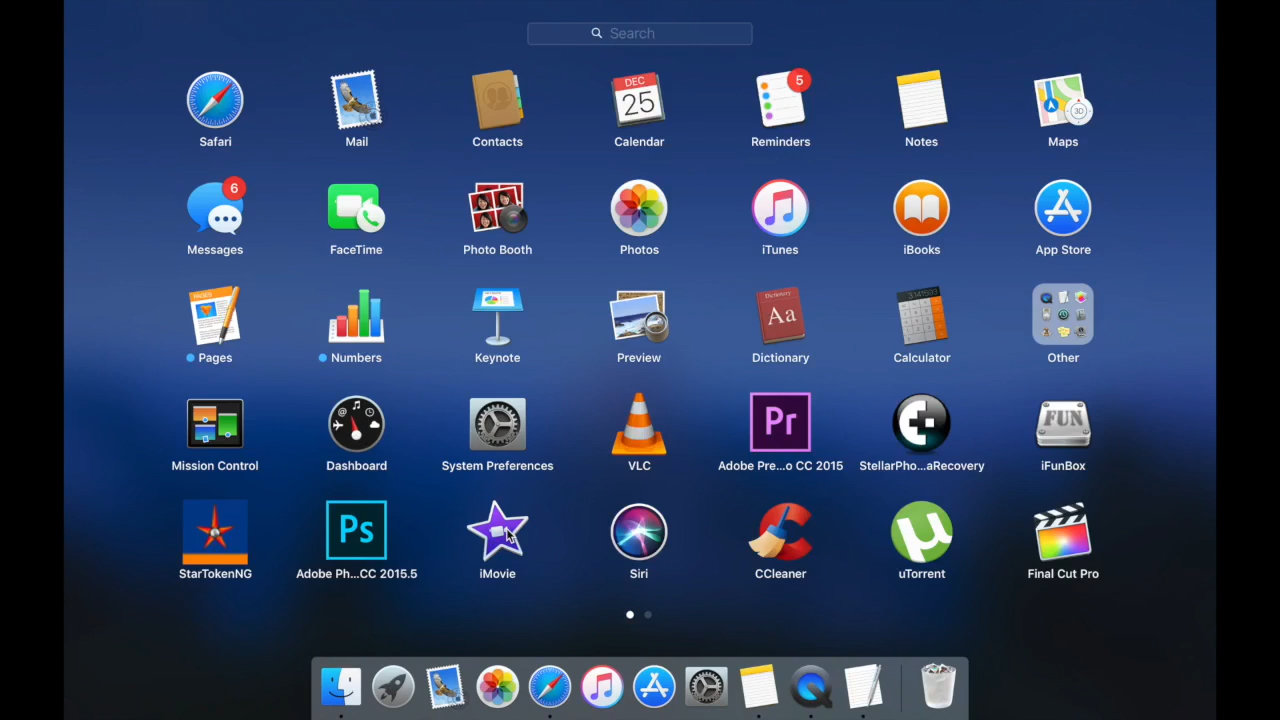 Search
DEC
25
5
3D
Safari
Mail
Contacts
Calendar
Reminders
Notes
Maps
6
Messages
FaceTime
Photo Booth
Photos
iTunes
iBooks
App Store
PAGES
Dictionary
Aa
3141593
Pages
Numbers
Keynote
Preview
Dictionary
Calculator
Other
@
Pr
FUN
Mission Control
Dashboard
System Preferences
VLC
Adobe Pre...o CC 2015
StellarPho...aRecovery
iFunBox
Ps
StarTokenNG
Adobe Ph...CC 2015.5
iMovie
Siri
CCleaner
uTorrent
Final Cut Pro